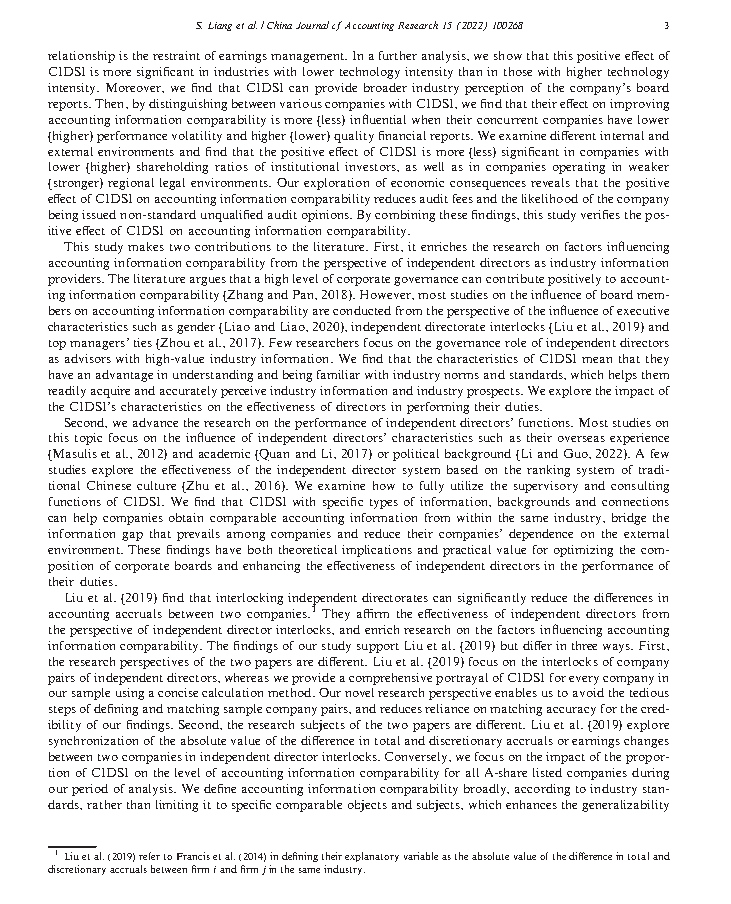 S. Liang et al. / China Journal of Accounting Research 15 (2022) 100268
3
relationship is the restraint of earnings management. In a further analysis, we show that this positive effect of
CIDSI is more significant in industries with lower technology intensity than in those with higher technology
intensity. Moreover, we find that CIDSI can provide broader industry perception of the company's board
reports. Then, by distinguishing between various companies with CIDSI, we find that their effect on improving
accounting information comparability is more (less) influential when their concurrent companies have lower
(higher) performance volatility and higher (lower) quality financial reports. We examine different internal and
external environments and find that the positive effect of CIDSI is more (less) significant in companies with
lower (higher) shareholding ratios of institutional investors, as well as in companies operating in weaker
(stronger) regional legal environments. Our exploration of economic consequences reveals that the positive
effect of CIDSI on accounting information comparability reduces audit fees and the likelihood of the company
being issued non-standard unqualified audit opinions. By combining these findings, this study verifies the pos-
itive effect of CIDSI on accounting information comparability.
This study makes two contributions to the literature. First, it enriches the research on factors influencing
accounting information comparability from the perspective of independent directors as industry information
providers. The literature argues that a high level of corporate governance can contribute positively to account-
ing information comparability (Zhang and Pan, 2018). However, most studies on the influence of board mem-
bers on accounting information comparability are conducted from the perspective of the influence of executive
characteristics such as gender (Liao and Liao, 2020), independent directorate interlocks (Liu et al., 2019) and
top managers' ties (Zhou et al., 2017). Few researchers focus on the governance role of independent directors
as advisors with high-value industry information. We find that the characteristics of CIDSI mean that they
have an advantage in understanding and being familiar with industry norms and standards, which helps them
readily acquire and accurately perceive industry information and industry prospects. We explore the impact of
the CIDSI's characteristics on the effectiveness of directors in performing their duties.
Second, we advance the research on the performance of independent directors' functions. Most studies on
this topic focus on the influence of independent directors' characteristics such as their overseas experience
(Masulis et al., 2012) and academic (Quan and Li, 2017) or political background (Li and Guo, 2022). A few
studies explore the effectiveness of the independent director system based on the ranking system of tradi-
tional Chinese culture (Zhu et al., 2016). We examine how to fully utilize the supervisory and consulting
functions of CIDSI. We find that CIDSI with specific types of information, backgrounds and connections
can help companies obtain comparable accounting information from within the same industry, bridge the
information gap that prevails among companies and reduce their companies' dependence on the external
environment. These findings have both theoretical implications and practical value for optimizing the com-
position of corporate boards and enhancing the effectiveness of independent directors in the performance of
their duties.
Liu et al. (2019) find that interlocking independent directorates can significantly reduce the differences in
accounting accruals between two companies.1 They affirm the effectiveness of independent directors from
the perspective of independent director interlocks, and enrich research on the factors influencing accounting
information comparability. The findings of our study support Liu et al. (2019) but differ in three ways. First,
the research perspectives of the two papers are different. Liu et al. (2019) focus on the interlocks of company
pairs of independent directors, whereas we provide a comprehensive portrayal of CIDSI for every company in
our sample using a concise calculation method. Our novel research perspective enables us to avoid the tedious
steps of defining and matching sample company pairs, and reduces reliance on matching accuracy for the cred-
ibility of our findings. Second, the research subjects of the two papers are different. Liu et al. (2019) explore
synchronization of the absolute value of the difference in total and discretionary accruals or earnings changes
between two companies in independent director interlocks. Conversely, we focus on the impact of the propor-
tion of CIDSI on the level of accounting information comparability for all A-share listed companies during
our period of analysis. We define accounting information comparability broadly, according to industry stan-
dards, rather than limiting it to specific comparable objects and subjects, which enhances the generalizability
1 Liu et al. (2019) refer to Francis et al. (2014) in defining their explanatory variable as the absolute value of the difference in total and
discretionary accruals between firm i and firm j in the same industry.